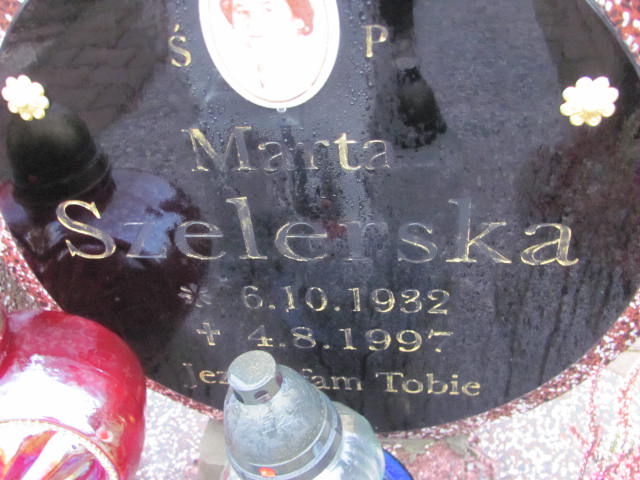 Ś P
Marta
Szelerska
* 6.10.1932
✝ 4.8.1997
Tobie